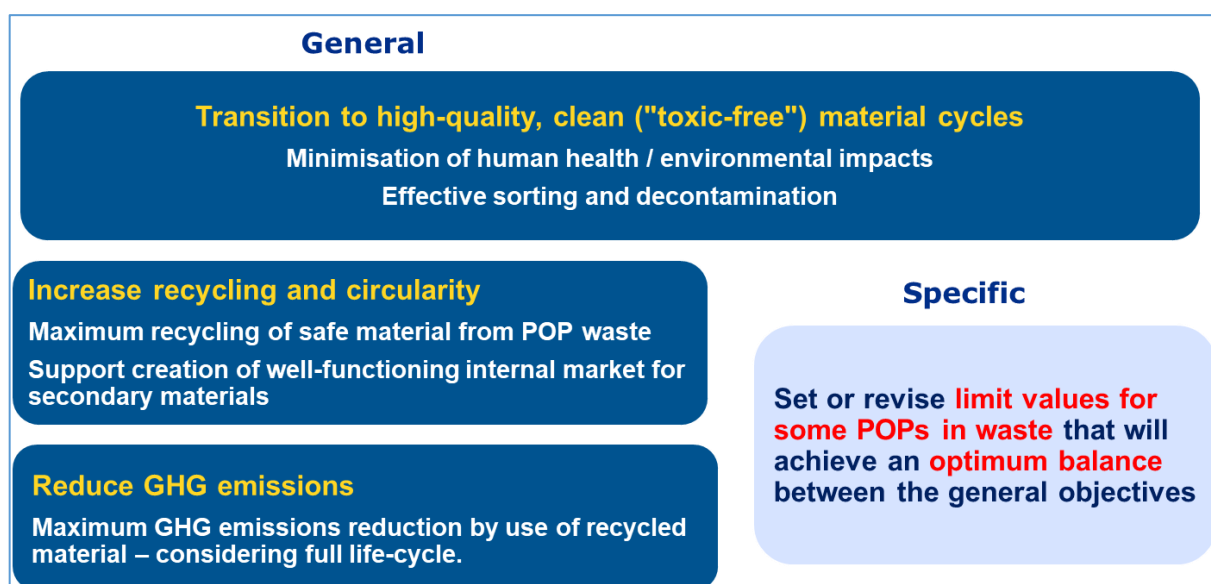 General
Transition to high-quality, clean ("toxic-free") material cycles
Minimisation of human health / environmental impacts
Effective sorting and decontamination
Increase recycling and circularity
Maximum recycling of safe material from POP waste
Support creation of well-functioning internal market for
secondary materials
Reduce GHG emissions
Maximum GHG emissions reduction by use of recycled
material – considering full life-cycle.
Specific
Set or revise limit values for
some POPs in waste that will
achieve an optimum balance
between the general objectives